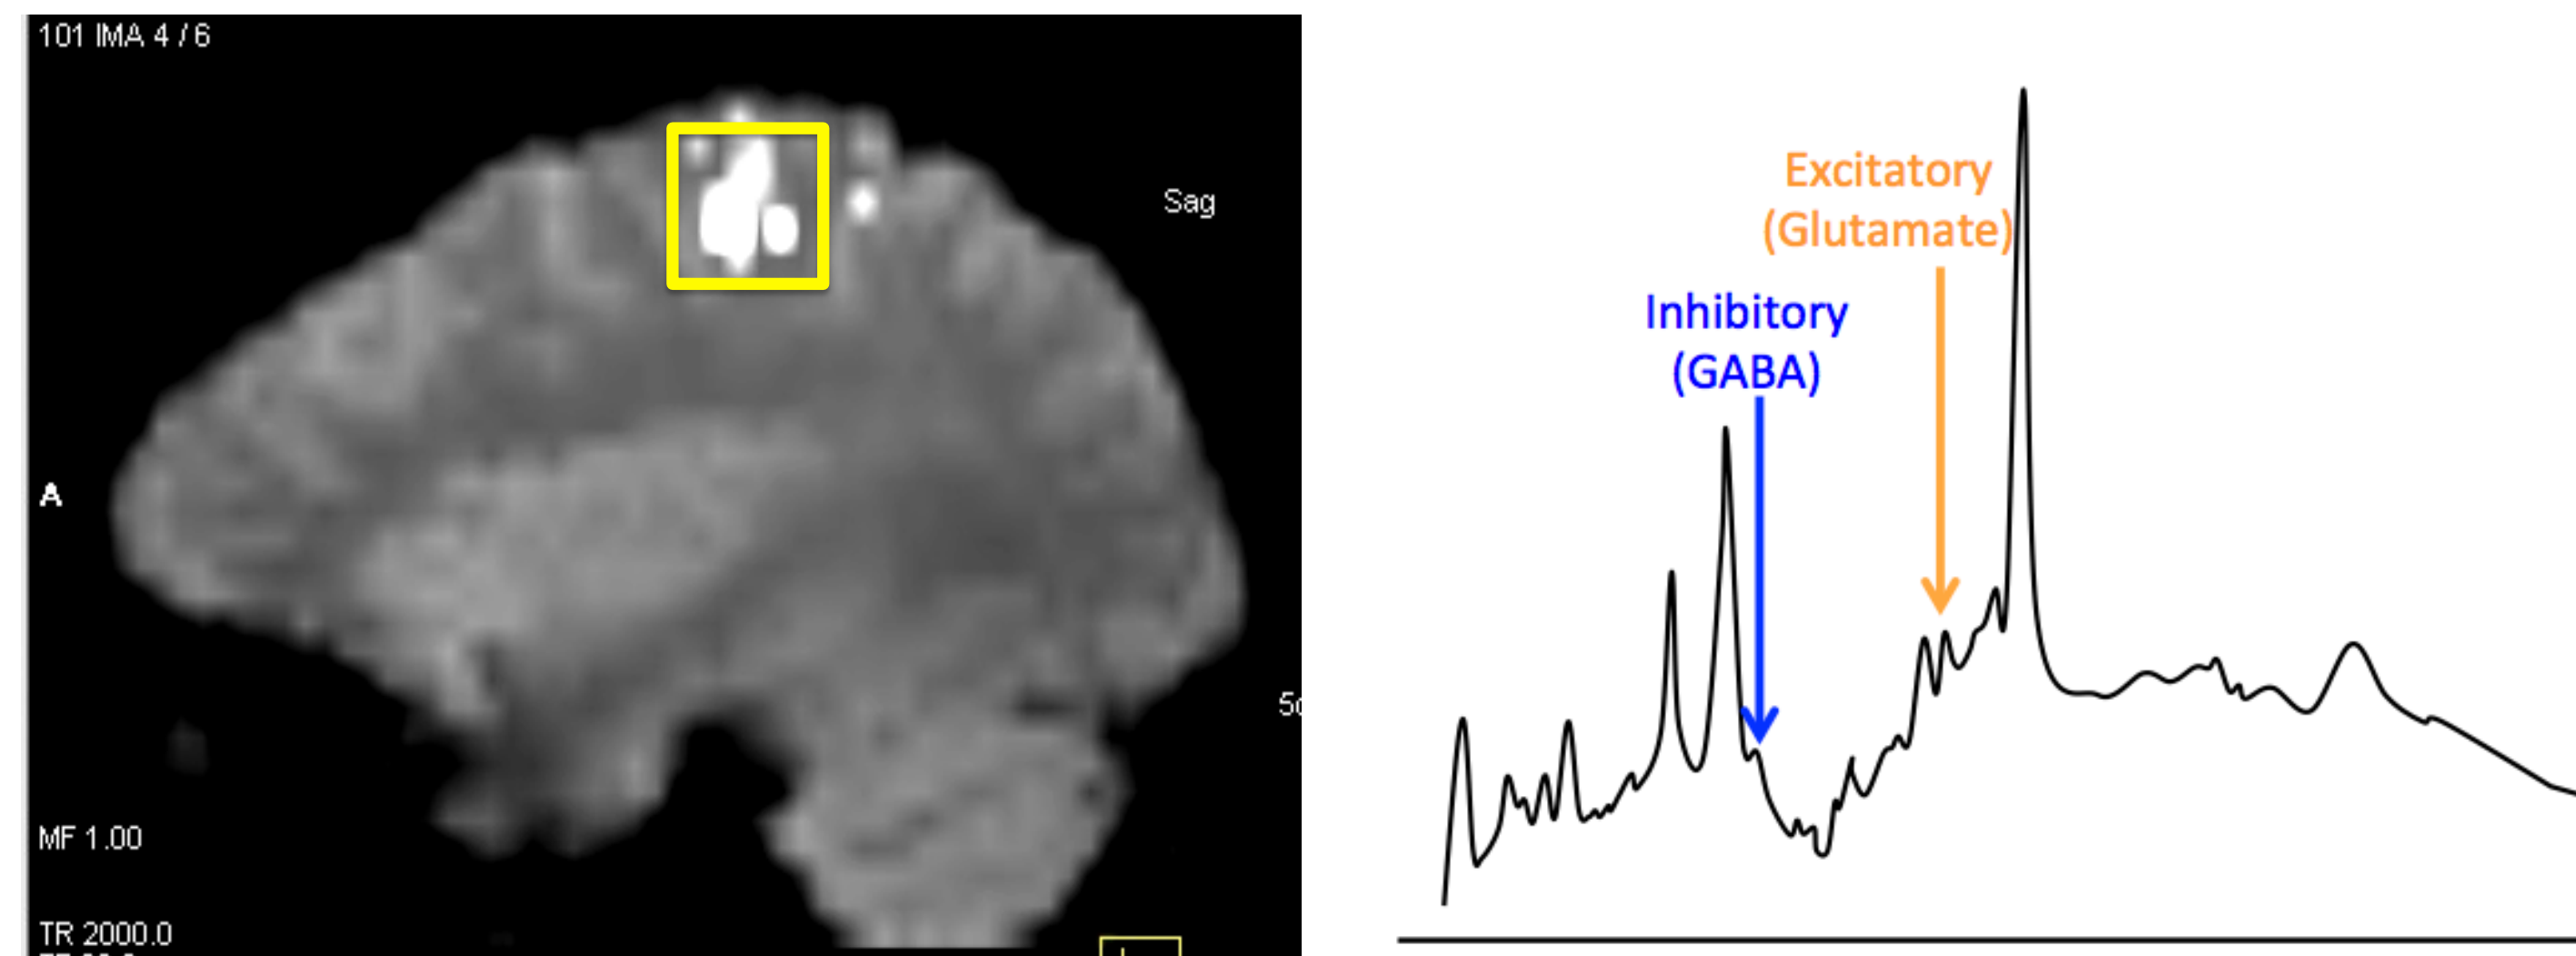 101 IMA 4 / 6
Sag
A
MF 1.00
TR 2000.0
Excitatory
(Glutamate)
Inhibitory
(GABA)